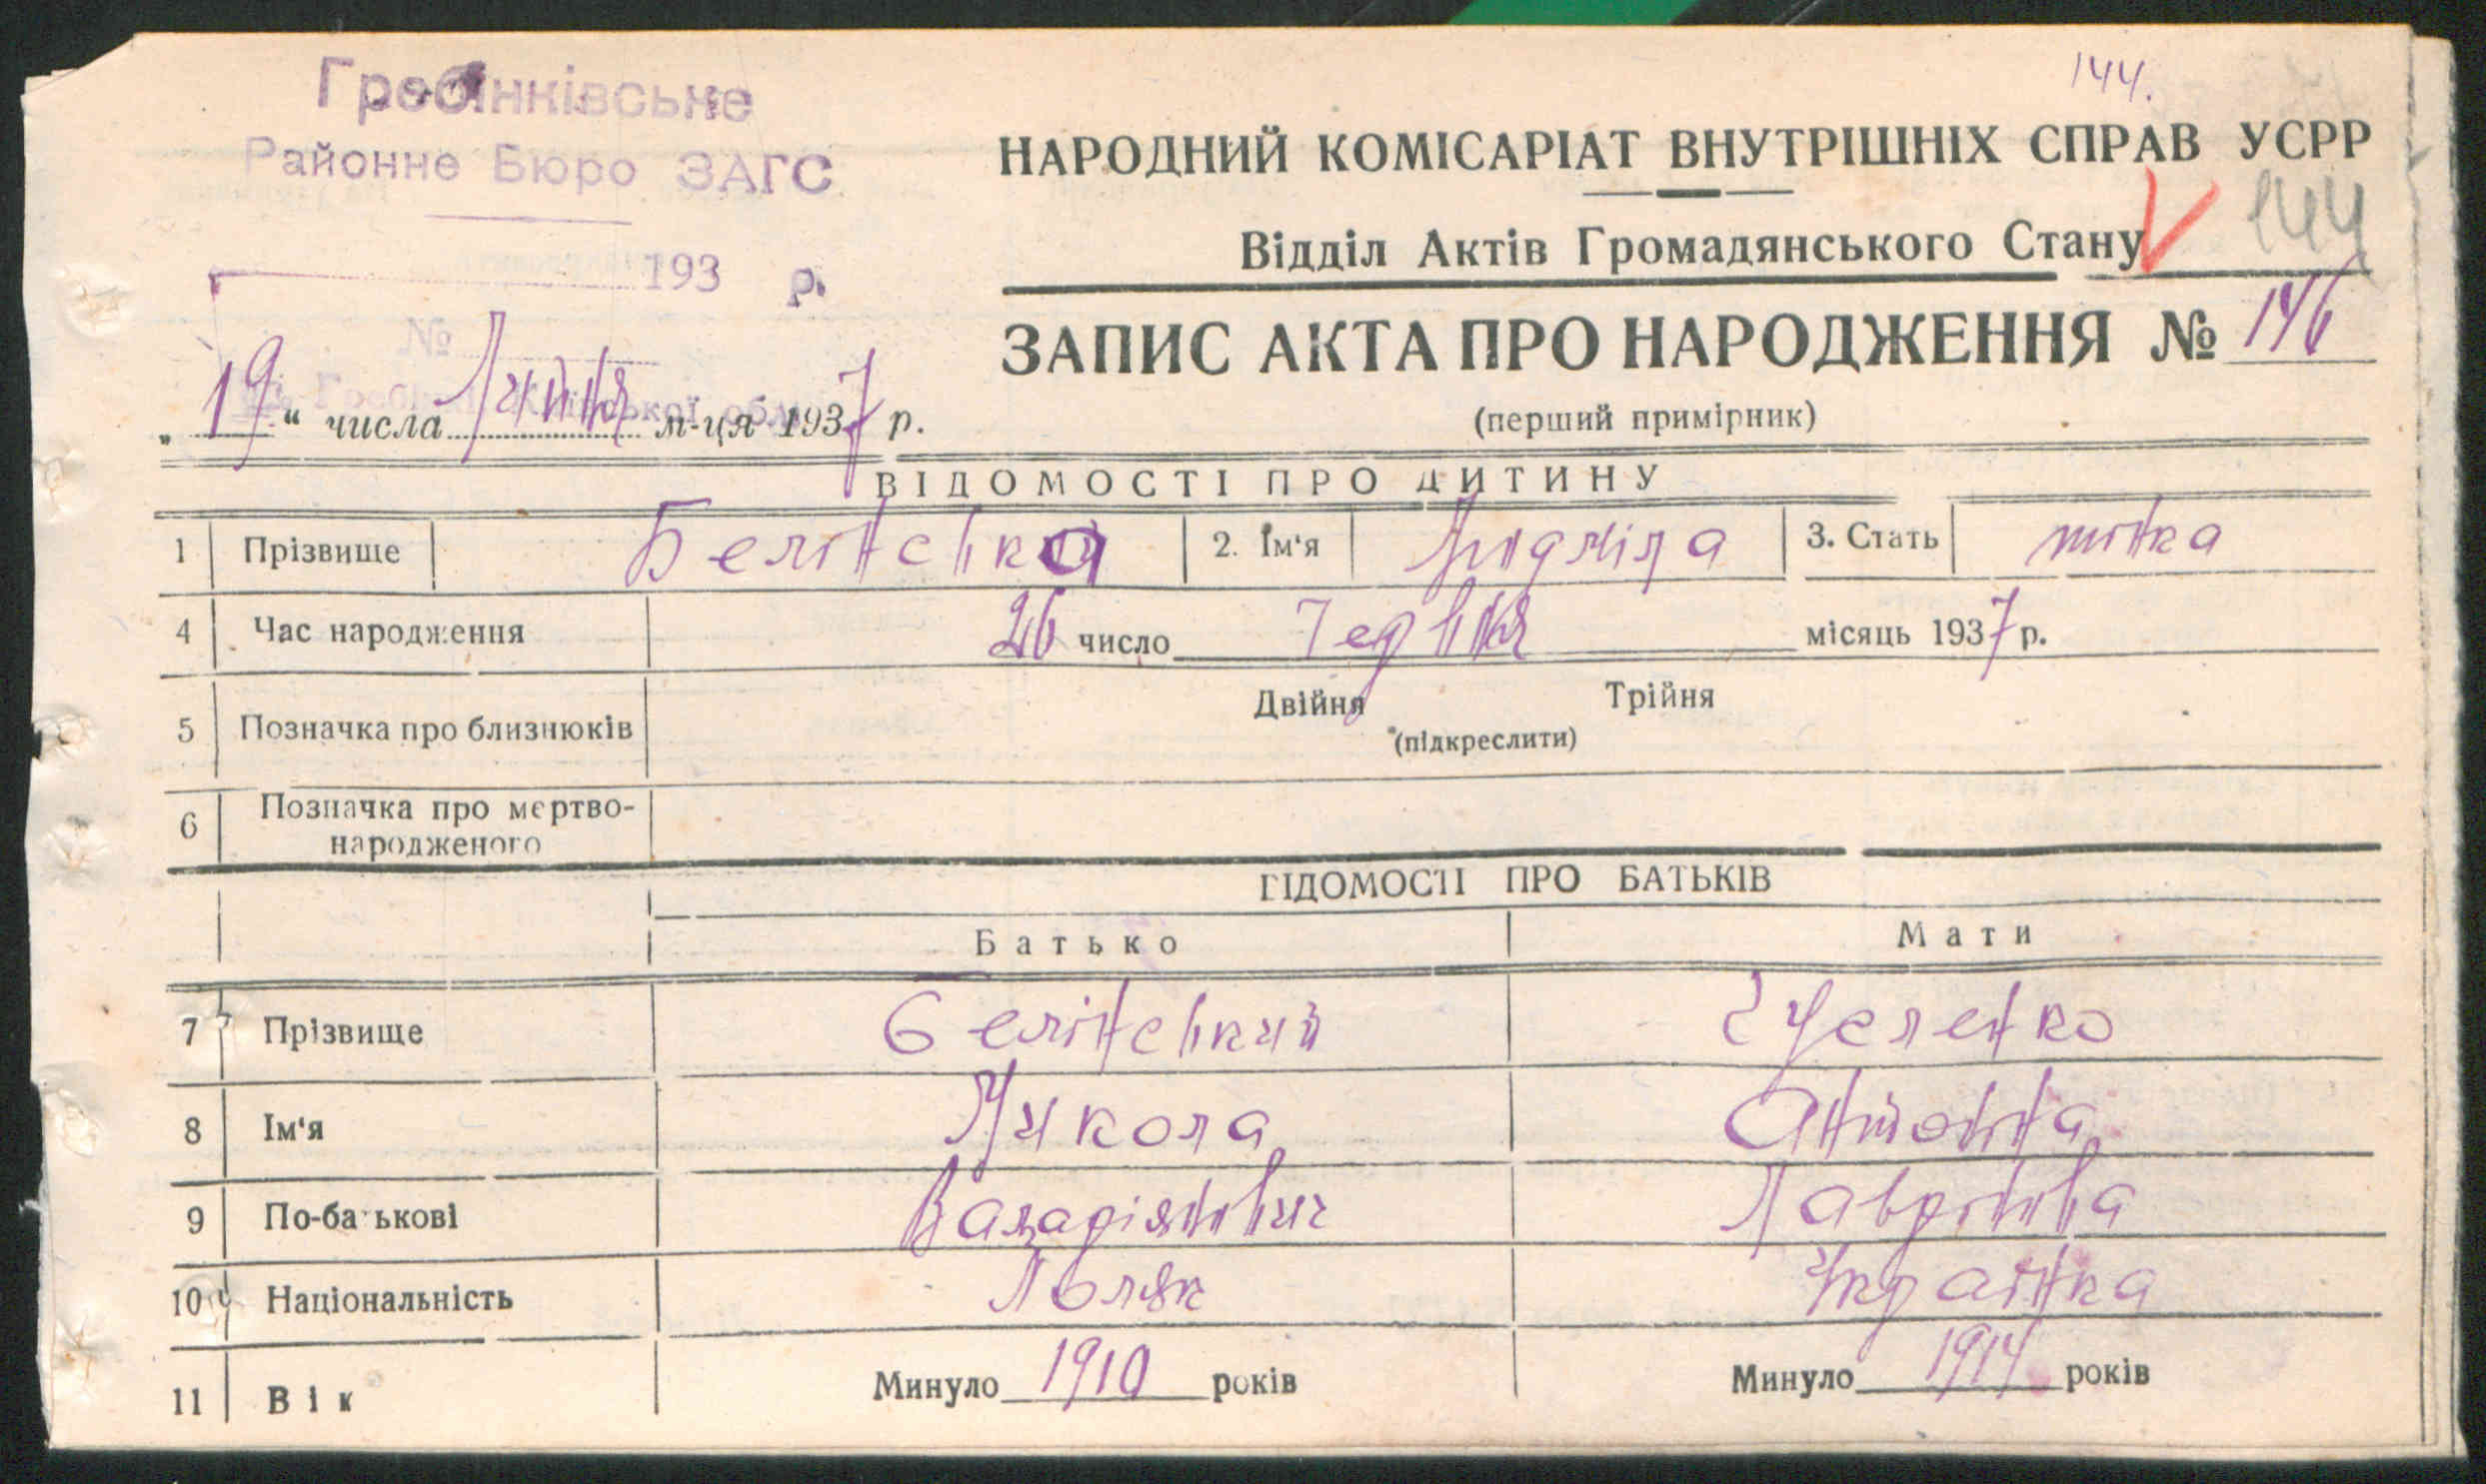 144.
Гребінківське
Районне Бюро ЗАГС
193 р.
№
НАРОДНИЙ КОМІСАРІАТ ВНУТРІШНІХ СПРАВ УСРР
144
Відділ Актів Громадянського Стану
ЗАПИС АКТА ПРО НАРОДЖЕННЯ № 146
(перший примірник)
„ 19 “ числа Липня м-ця 1937 р.
ВІДОМОСТІ ПРО ДИТИНУ
1 Прізвище Белінська 2. Ім'я Людміла 3. Стать жінка
4 Час народження 26 число Червня місяць 1937 р.
5 Позначка про близнюків Двійня Трійня
(підкреслити)
6 Позначка про мертво-
народженого
ВІДОМОСТІ ПРО БАТЬКІВ
Батько Мати
7 Прізвище Белінський
8 Ім'я Микола Антоніна
9 По-батькові Лаврінівна
10 Національність Поляк Українка
11 Вік Минуло 1910 років Минуло 1914 років